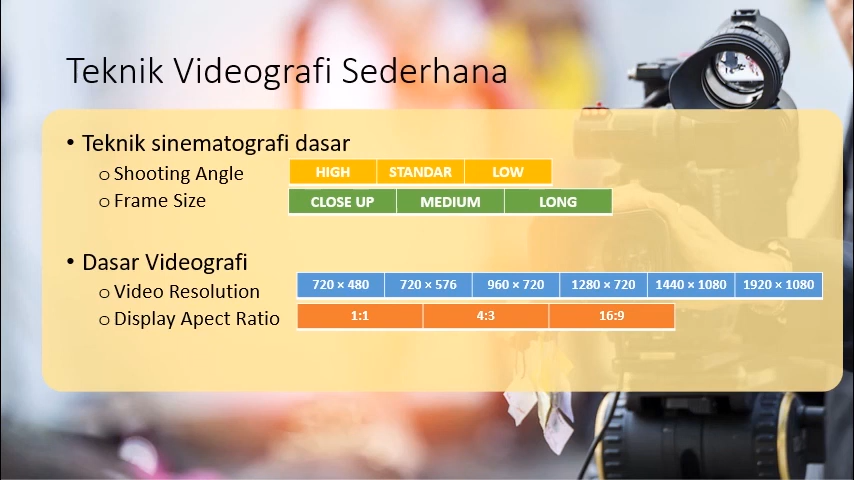 Teknik Videografi Sederhana
• Teknik sinematografi dasar
o Shooting Angle HIGH STANDAR LOW
o Frame Size CLOSE UP MEDIUM LONG
• Dasar Videografi
o Video Resolution 720 × 480 720 × 576 960 × 720 1280 × 720 1440 × 1080 1920 × 1080
o Display Apect Ratio 1:1 4:3 16:9